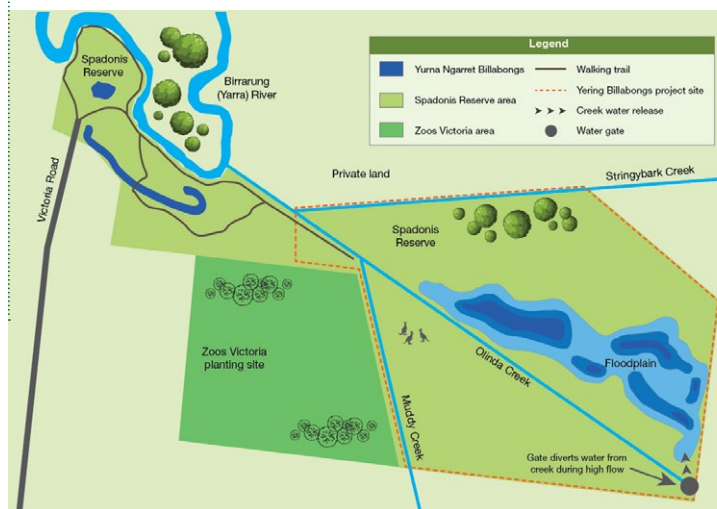 Spadonis
Reserve
Birrarung
(Yarra) River
Victoria Road
Legend
Yurna Ngarret Billabongs
Spadonis Reserve area
Zoos Victoria area
Walking trail
Yering Billabongs project site
Creek water release
Water gate
Private land
Stringybark Creek
Spadonis
Reserve
Zoos Victoria
planting site
Olinda Creek
Floodplain
Muddy Creek
Gate diverts water from
creek during high flow